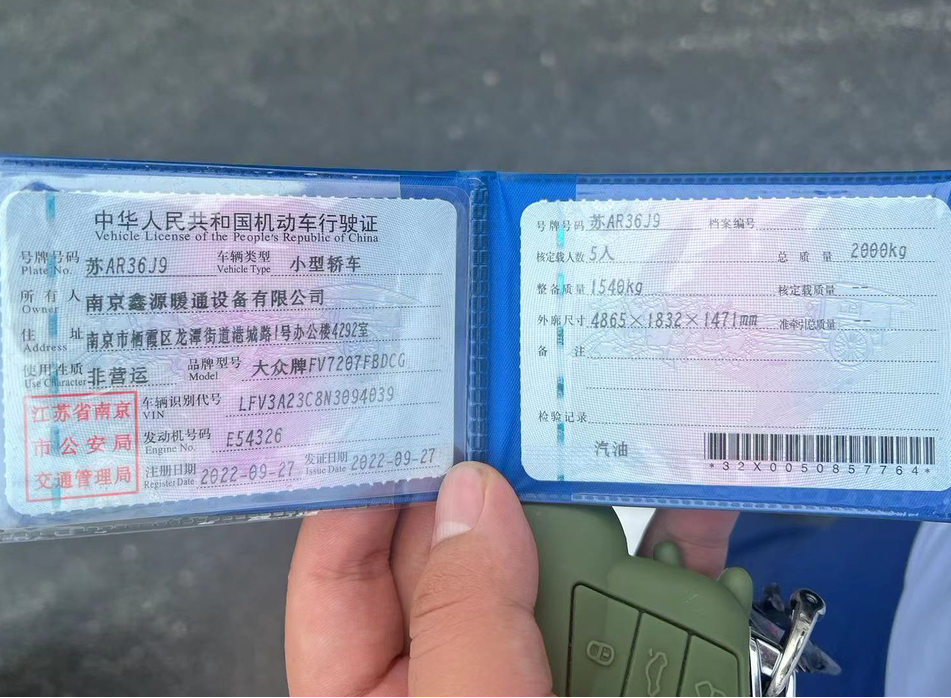 中华人民共和国机动车行驶证
Vehicle License of the People's Republic of China
号牌号码 苏AR36J9 车辆类型 小型轿车
Plate No. Vehicle Type
所有人 南京鑫源暖通设备有限公司
Owner
住址 南京市栖霞区龙潭街道港城路1号办公楼4292室
Address
使用性质 非营运 品牌型号 大众牌FV7207FBDCG
Use Character Model
车辆识别代号 LFV3A23C8N3094039
VIN
发动机号码 E54326
Engine No.
注册日期 2022-09-27 发证日期 2022-09-27
Register Date Issue Date
江苏省南京
市公安局
交通管理局
号牌号码 苏AR36J9 档案编号
核定载人数 5人 总质量 2000kg
整备质量 1540kg 核定载质量
外廓尺寸 4865×1832×1471mm 准牵引总质量
备注
检验记录
汽油
*32X0050857764*